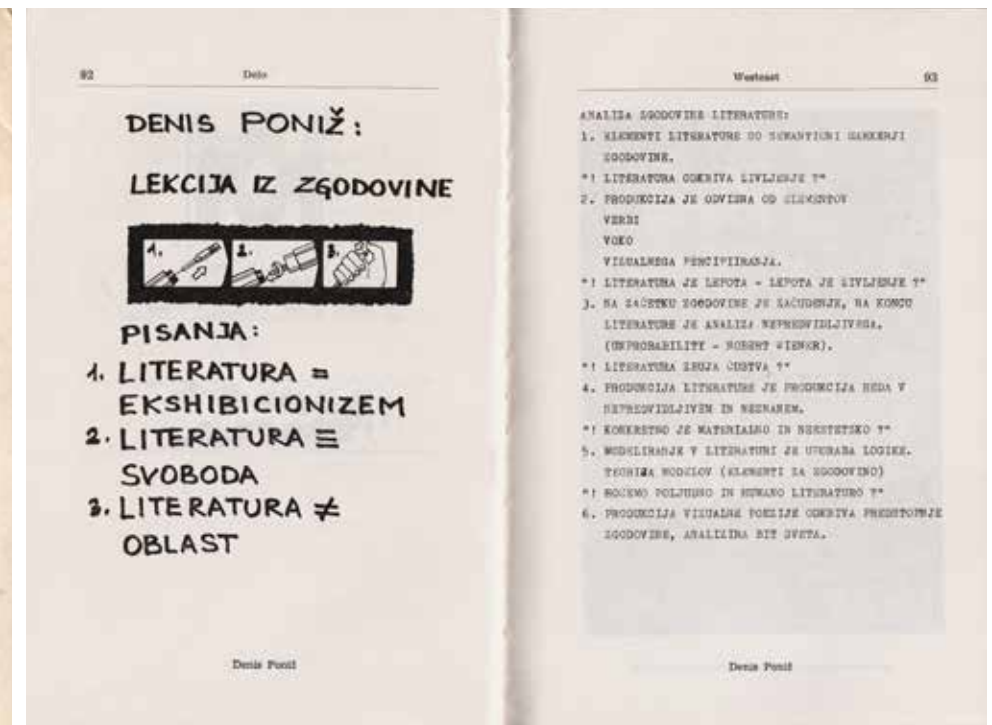 92
Delo
DENIS PONIŽ:
LEKCIJA IZ ZGODOVINE
1. 2. 3.
PISANJA:
1. LITERATURA =
EKSHIBICIONIZEM
2. LITERATURA ≡
SVOBODA
3. LITERATURA ≠
OBLAST
Denis Poniž
93
ANALIZA ZGODOVINE LITERATURE:
1. ELEMENTI LITERATURE SO SEMANTIČNI
ZGODOVINE.
"! LITERATURA ODKRIVA ŽIVLJENJE ?"
2. PRODUKCIJA JE ODVISNA OD ELEMENTOV
VERBI
VOKO
VIZUALNEGA PERCIPIIRANJA.
"! LITERATURA JE LEPOTA - LEPOTA JE ŽIVLJENJE ?"
3. NA ZAČETKU ZGODOVINE JE ZAČUDENJE, NA KONCU
LITERATURE JE ANALIZA NEPREDVIDLJIVEGA.
(UNPROBABILITY - ROBERT WIENER).
"! LITERATURA ZBUJA ČUSTVA ?"
4. PRODUKCIJA LITERATURE JE PRODUKCIJA REDA V
NEPREDVIDLJIVEM IN NEZNANEM.
"! KONKRETNO JE MATERIALNO IN NEESTETSKO ?"
5. MODELIRANJE V LITERATURI JE UPORABA LOGIKE.
TEORIJA MODELOV (ELEMENTI ZA ZGODOVINO)
"! HOČEMO POLJUDNO IN HUMANO LITERATURO ?"
6. PRODUKCIJA VIZUALNE POEZIJE ODKRIVA PREDSTOPNJE
ZGODOVINE, ANALIZIRA BIT SVETA.
Denis Poniž